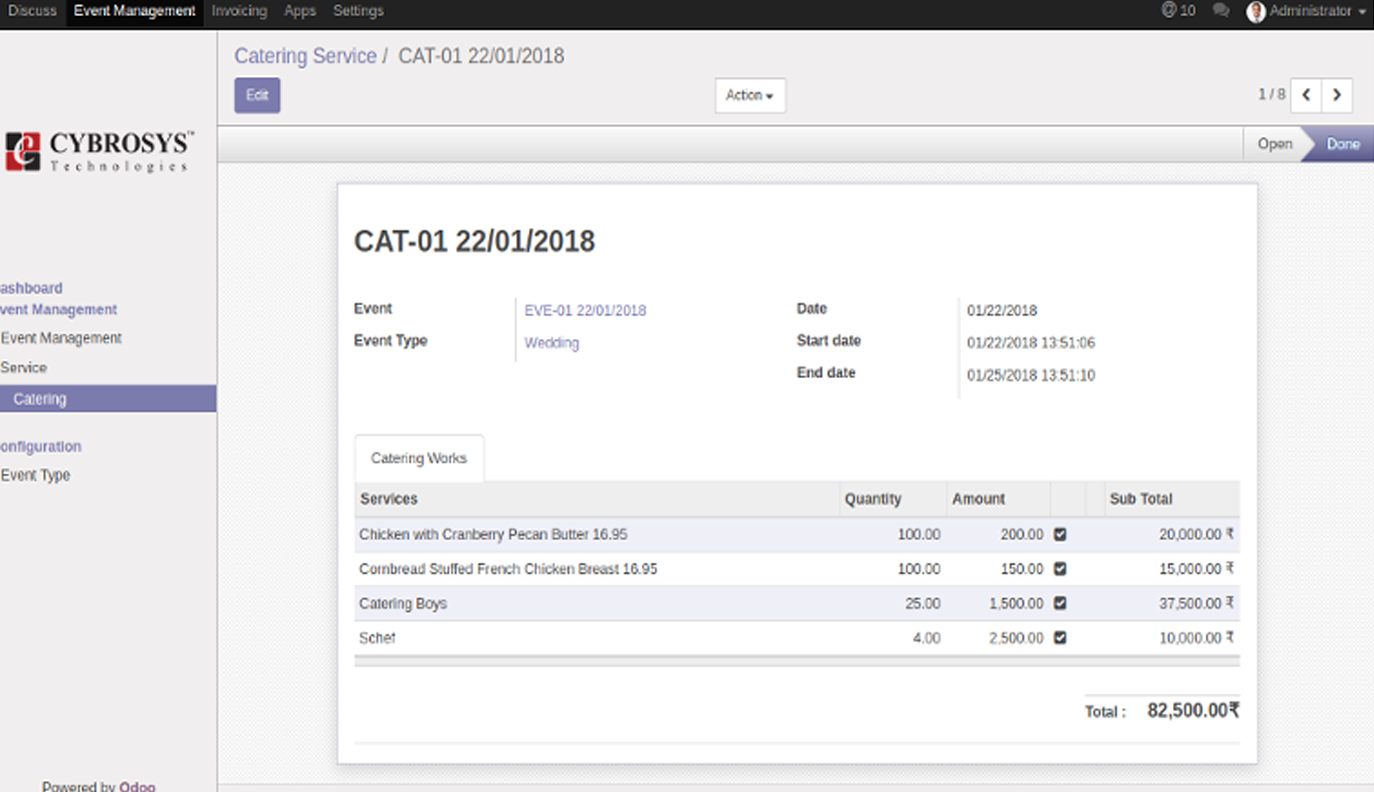 Discuss Event Management Invoicing Apps Settings @ 10 Administrator
Catering Service / CAT-01 22/01/2018
Edit Action 1 / 8
CYBROSYS™
Technologies
Open Done
CAT-01 22/01/2018
ashboard
vent Management
Event Management
Service
Catering
onfiguration
Event Type
Event EVE-01 22/01/2018 Date 01/22/2018
Event Type Wedding Start date 01/22/2018 13:51:06
End date 01/25/2018 13:51:10
Catering Works
Services Quantity Amount Sub Total
Chicken with Cranberry Pecan Butter 16.95 100.00 200.00 20,000.00 ₹
Cornbread Stuffed French Chicken Breast 16.95 100.00 150.00 15,000.00 ₹
Catering Boys 25.00 1,500.00 37,500.00 ₹
Schef 4.00 2,500.00 10,000.00 ₹
Total : 82,500.00₹
Powered by Odoo